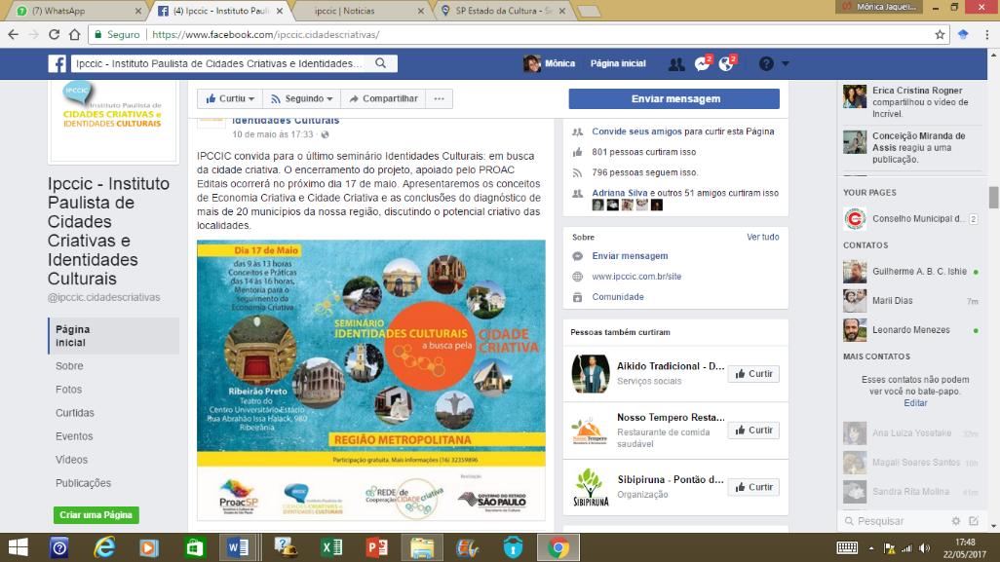 (7) WhatsApp
(4) Ipccic - Instituto Pauli
ipccic | Noticias
SP Estado da Cultura - Se
Mônica Jaqueli...
Seguro
https://www.facebook.com/ipccic.cidadescriativas/
Ipccic - Instituto Paulista de Cidades Criativas e Identidades...
Mônica
Página inicial
2
2
IPCCIC
Instituto Paulista de
CIDADES CRIATIVAS e
IDENTIDADES CULTURAIS
Ipccic - Instituto
Paulista de
Cidades
Criativas e
Identidades
Culturais
@ipccic.cidadescriativas
Página
inicial
Sobre
Fotos
Curtidas
Eventos
Vídeos
Publicações
Criar uma Página
Curtiu
Seguindo
Compartilhar
Identidades Culturais
10 de maio às 17:33
IPCCIC convida para o último seminário Identidades Culturais: em busca
da cidade criativa. O encerramento do projeto, apoiado pelo PROAC
Editais ocorrerá no próximo dia 17 de maio. Apresentaremos os conceitos
de Economia Criativa e Cidade Criativa e as conclusões do diagnóstico de
mais de 20 municípios da nossa região, discutindo o potencial criativo das
localidades.
Dia 17 de Maio
das 9 às 13 horas
Conceitos e Práticas
das 14 às 16 horas,
Mentoria para o
seguimento da
Economia Criativa
SEMINÁRIO
IDENTIDADES CULTURAIS
a busca pela
CIDADE
CRIATIVA
Ribeirão Preto
Teatro do
Centro Universitário Estácio
Rua Abrahão Issa Halack, 980
Ribeirânia
REGIÃO METROPOLITANA
Participação gratuita. Mais informações (16) 32359896
Realização
ProacSP
IPCCIC
Instituto Paulista de
CIDADES CRIATIVAS e
IDENTIDADES CULTURAIS
REDE de
Cooperação CIDADE criativa
GOVERNO DO ESTADO
SÃO PAULO
Secretaria da Cultura
Enviar mensagem
Convide seus amigos para curtir esta Página
801 pessoas curtiram isso
796 pessoas seguem isso.
Adriana Silva e outros 51 amigos curtiram isso
Sobre
Ver tudo
Enviar mensagem
www.ipccic.com.br/site
Comunidade
Pessoas também curtiram
Aikido Tradicional - D...
Serviços sociais
Curtir
Nosso Tempero Resta...
Restaurante de comida
saudável
Curtir
Sibipiruna - Pontão d...
Organização
Curtir
SIBIPIRUNA
Erica Cristina Rogner
compartilhou o vídeo de
Incrível.
Conceição Miranda de
Assis reagiu a uma
publicação.
YOUR PAGES
Conselho Municipal d...
2
CONTATOS
Guilherme A. B. C. Ishie
Marii Dias
7m
Leonardo Menezes
MAIS CONTATOS
Esses contatos não podem
ver você no bate-papo.
Editar
Ana Luiza Yosetake
32m
Magali Soares Santos
10h
Sandra Rita Molina
41m
Pesquisar
17:48
22/05/2017